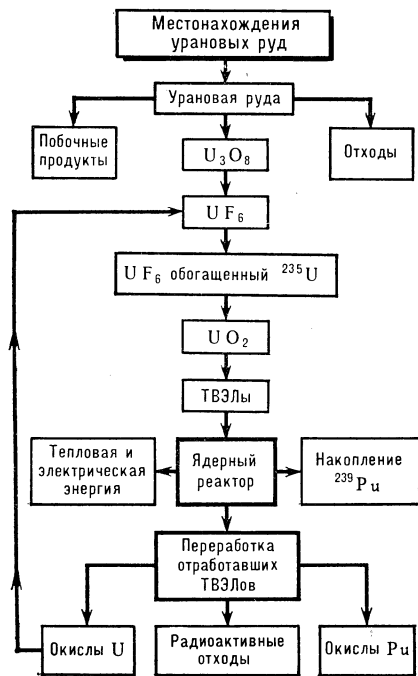 Местонахождения
урановых руд
Урановая руда
Побочные
продукты
U₃O₈
Отходы
UF₆
UF₆ обогащенный ²³⁵U
UO₂
ТВЭЛы
Тепловая и
электрическая
энергия
Ядерный
реактор
Накопление
²³⁹Pu
Переработка
отработавших
ТВЭЛов
Окислы U
Радиоактивные
отходы
Окислы Pu